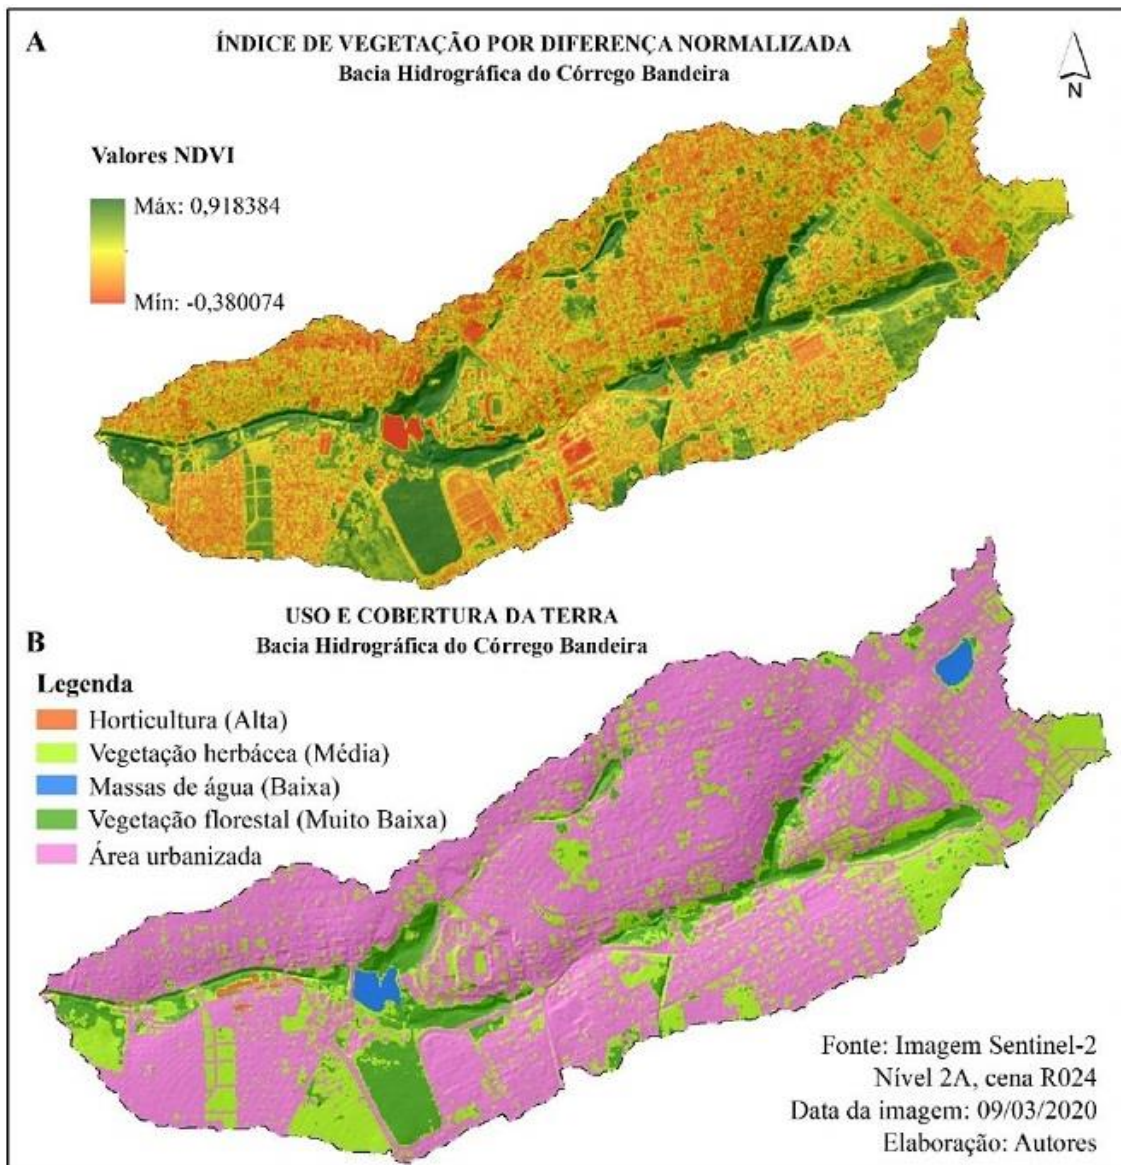 A
ÍNDICE DE VEGETAÇÃO POR DIFERENÇA NORMALIZADA
Bacia Hidrográfica do Córrego Bandeira
N
Valores NDVI
Máx: 0,918384
Mín: -0,380074
USO E COBERTURA DA TERRA
B
Bacia Hidrográfica do Córrego Bandeira
Legenda
Horticultura (Alta)
Vegetação herbácea (Média)
Massas de água (Baixa)
Vegetação florestal (Muito Baixa)
Área urbanizada
Fonte: Imagem Sentinel-2
Nível 2A, cena R024
Data da imagem: 09/03/2020
Elaboração: Autores